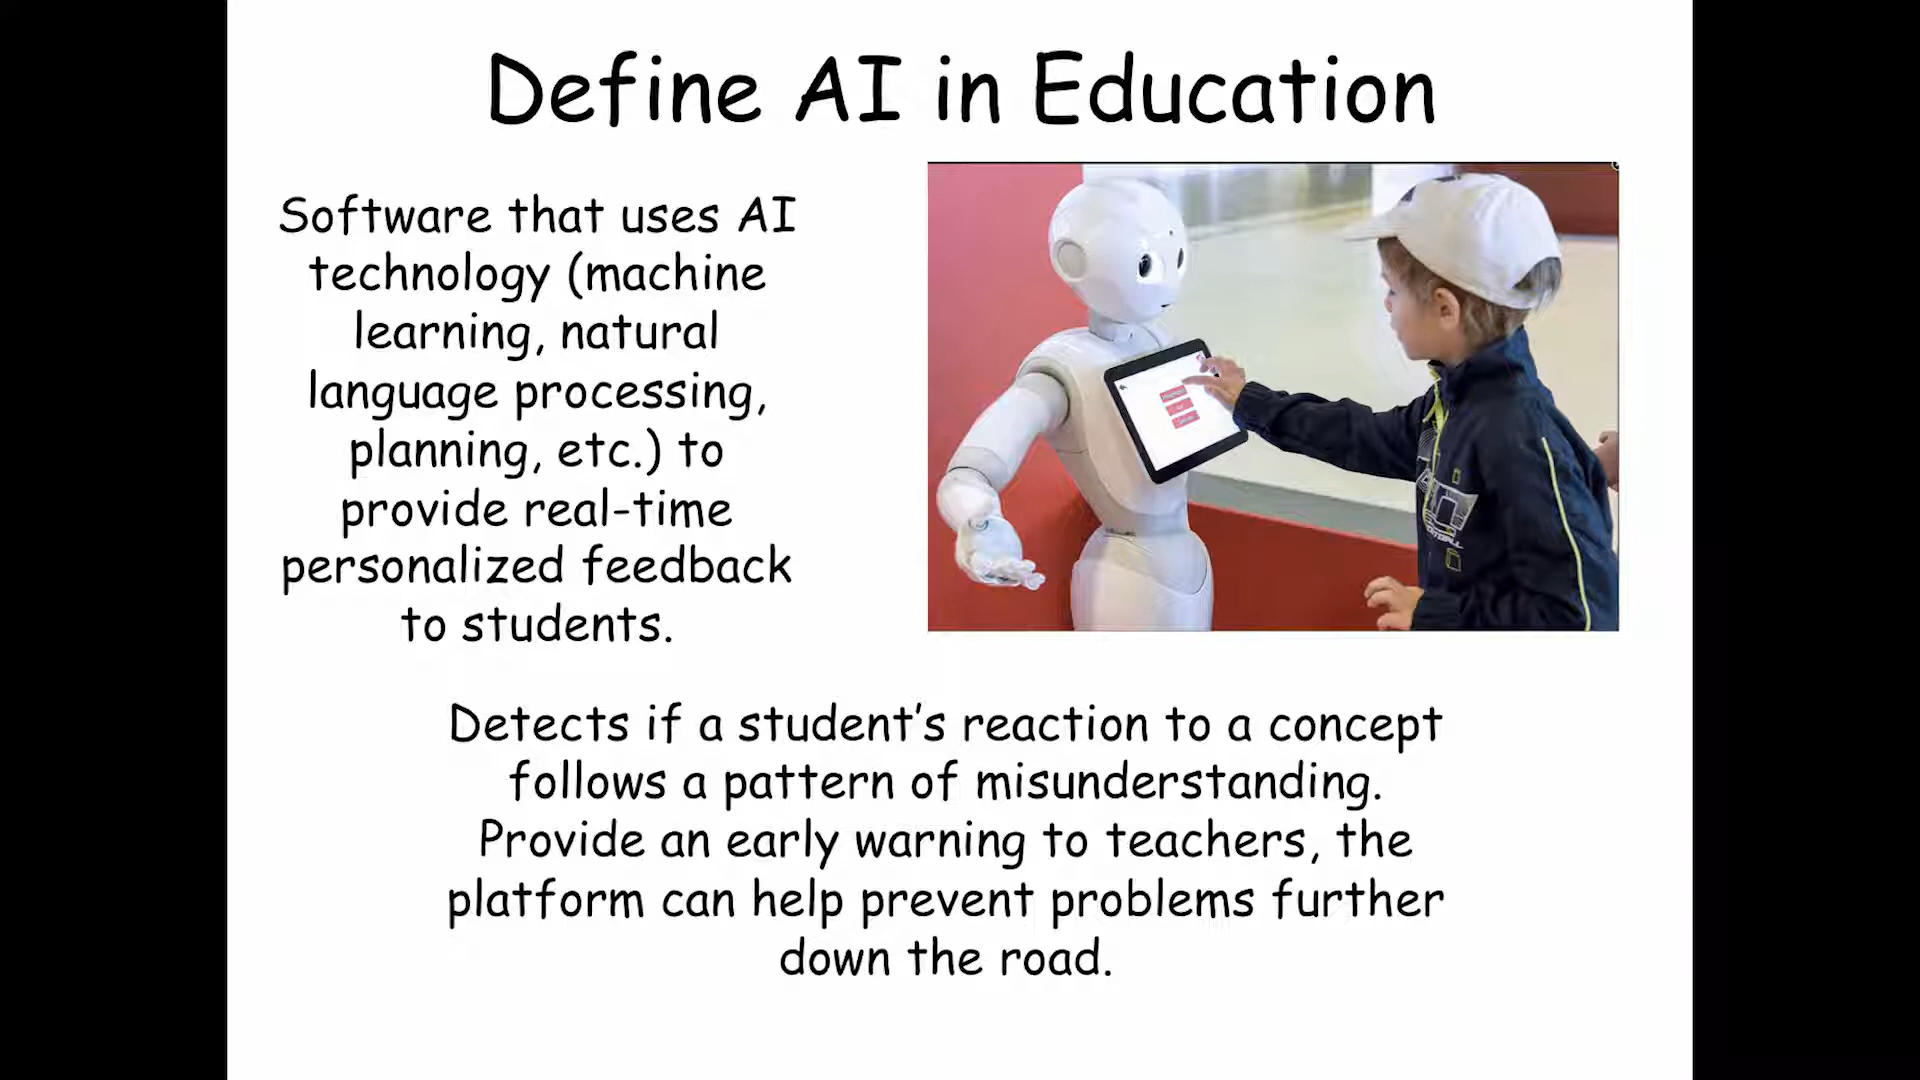 Define AI in Education
Software that uses AI
technology (machine
learning, natural
language processing,
planning, etc.) to
provide real-time
personalized feedback
to students.
Detects if a student's reaction to a concept
follows a pattern of misunderstanding.
Provide an early warning to teachers, the
platform can help prevent problems further
down the road.